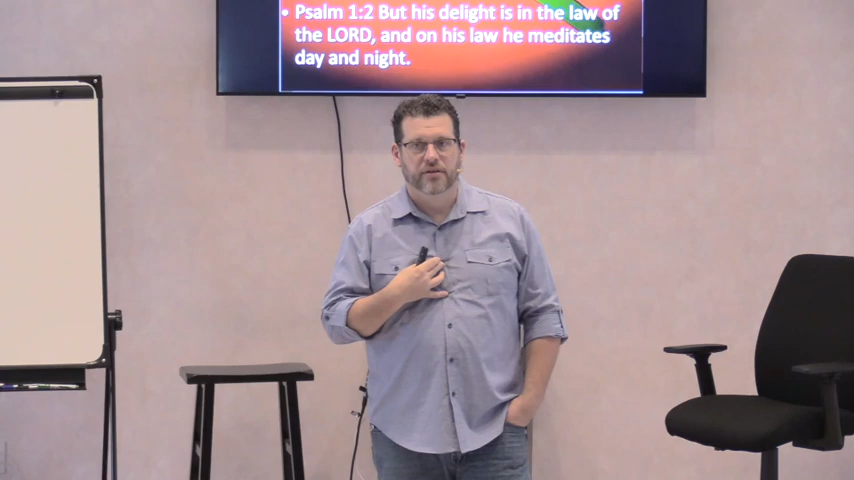 • Psalm 1:2 But his delight is in the law of
the LORD, and on his law he meditates
day and night.